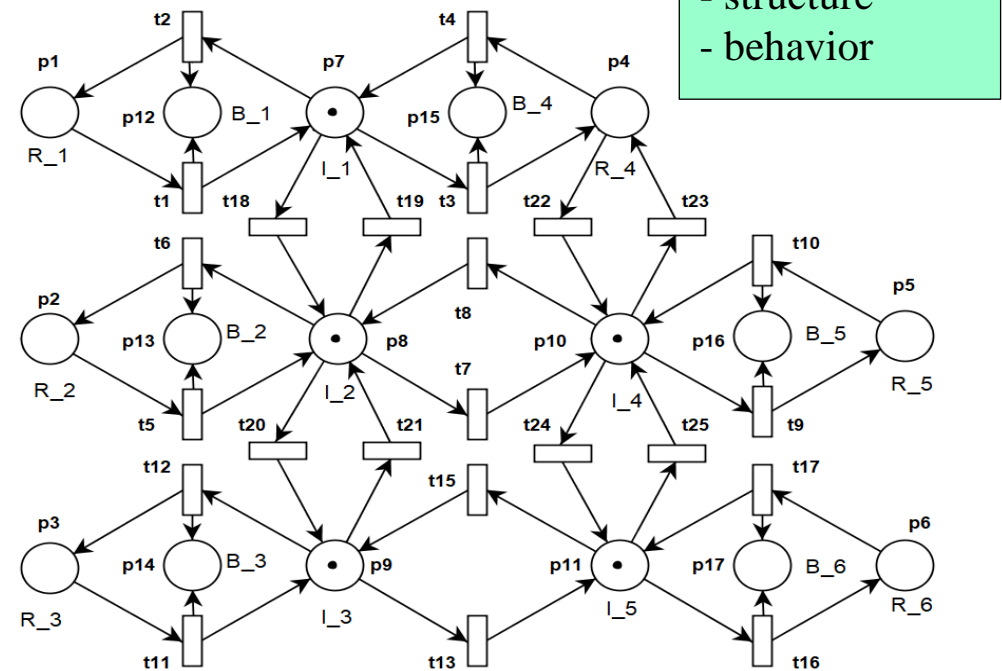 - structure
- behavior
t2
t4
p1
p7
p4
p12
B_1
p15
B_4
R_1
I_1
R_4
t1
t18
t19
t3
t22
t23
t6
t10
p2
t8
p5
p13
B_2
p8
p10
p16
B_5
R_2
I_2
t7
I_4
R_5
t5
t20
t21
t24
t25
t9
t12
t15
t17
p3
p6
p14
B_3
p9
p11
p17
B_6
R_3
I_3
I_5
R_6
t11
t13
t16